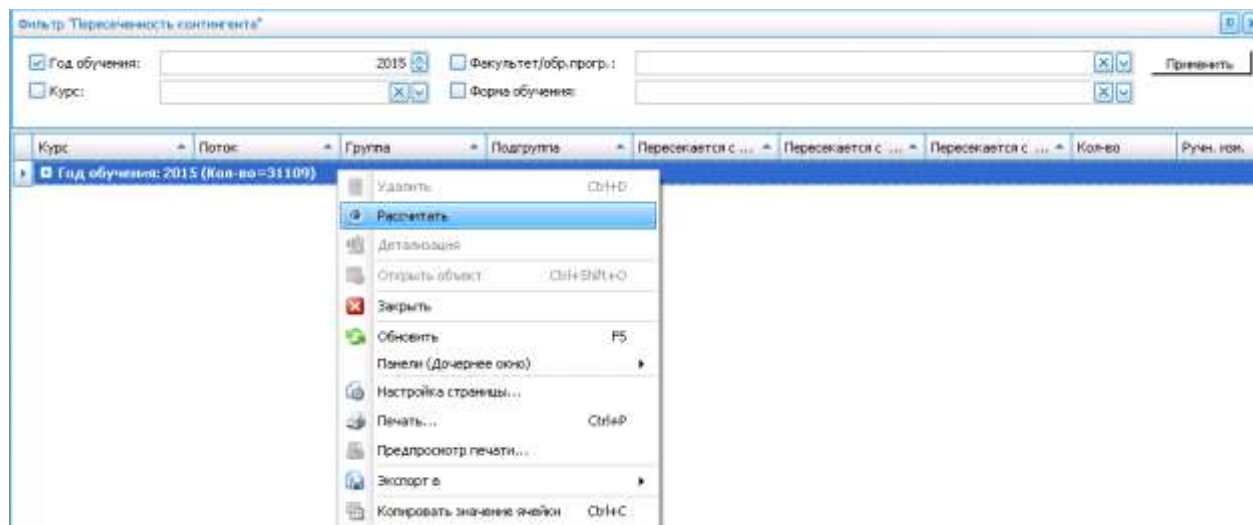 Фильтр "Пересеченность контингента"
Год обучения: 2015 Факультет/обр.прогр.: Применить
Курс: Форма обучения:
Курс Поток Группа Подгруппа Пересекается с ... Пересекается с ... Пересекается с ... Кол-во Ручн. изм.
Год обучения: 2015 (Кол-во=31109)
Удалить Ctrl+D
Рассчитать
Детализация
Открыть объект Ctrl+Shift+O
Закрыть
Обновить F5
Панели (Дочернее окно)
Настройка страницы...
Печать... Ctrl+P
Предпросмотр печати...
Экспорт в
Копировать значение ячейки Ctrl+C